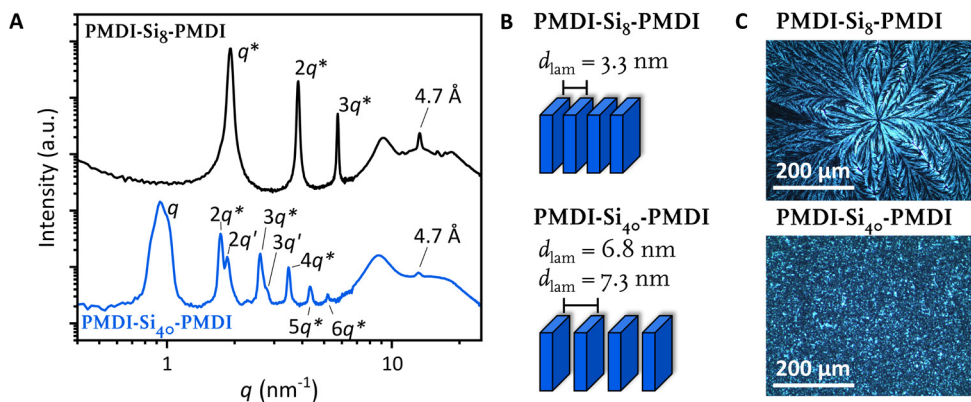 A
PMDI-Si₈-PMDI
q*
2q*
3q*
4.7 Å
q
2q*
2q'
3q*
3q'
4q*
5q*
6q*
4.7 Å
PMDI-Si₄₀-PMDI
Intensity (a.u.)
1
10
q (nm⁻¹)
B
PMDI-Si₈-PMDI
dlam = 3.3 nm
PMDI-Si₄₀-PMDI
dlam = 6.8 nm
dlam = 7.3 nm
C
PMDI-Si₈-PMDI
200 µm
PMDI-Si₄₀-PMDI
200 µm